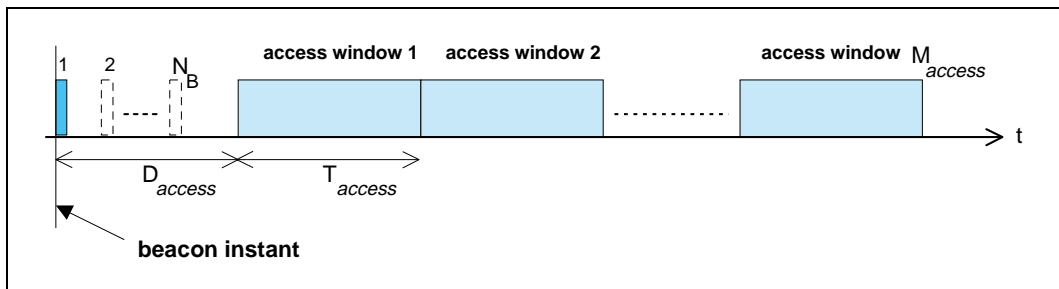 access window 1
access window 2
access window M access
1
2
N B
t
D access
T access
beacon instant